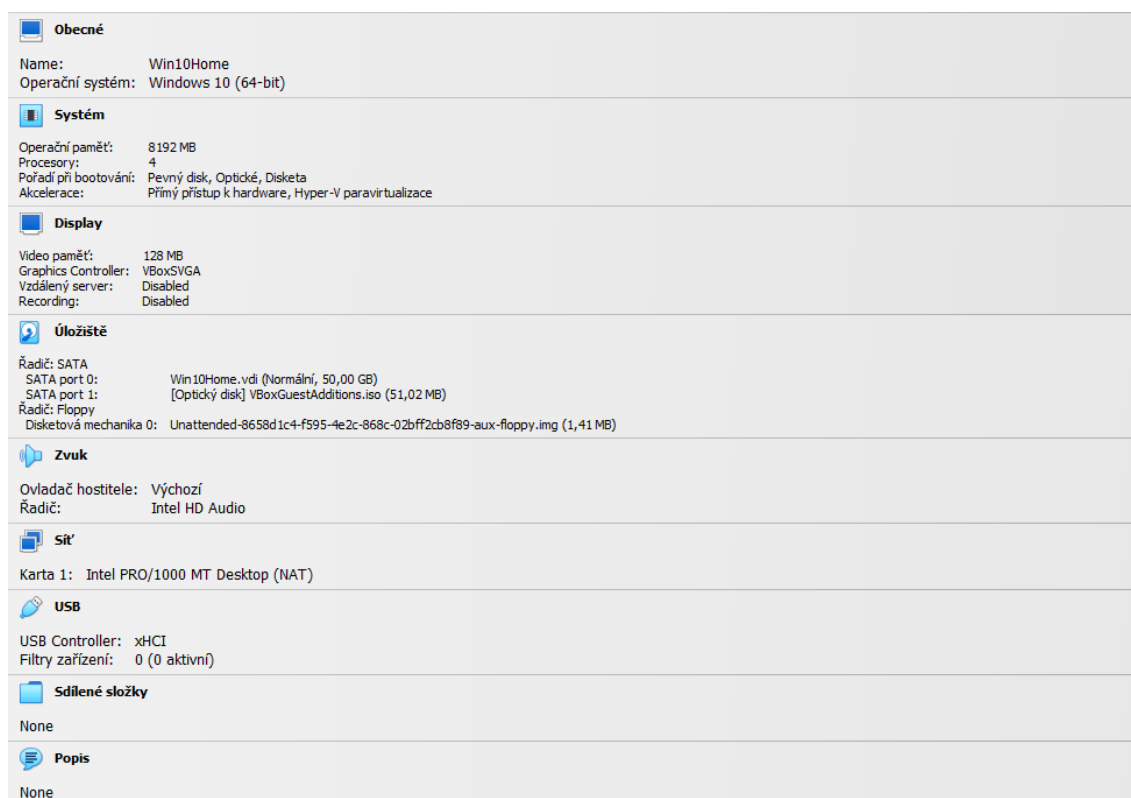 Obecné
Name: Win10Home
Operační systém: Windows 10 (64-bit)
Systém
Operační paměť: 8192 MB
Procesory: 4
Pořadí při bootování: Pevný disk, Optické, Disketa
Akcelerace: Přímý přístup k hardware, Hyper-V paravirtualizace
Display
Video paměť: 128 MB
Graphics Controller: VBoxSVGA
Vzdálený server: Disabled
Recording: Disabled
Úložiště
Řadič: SATA
SATA port 0: Win10Home.vdi (Normální, 50,00 GB)
SATA port 1: [Optický disk] VBoxGuestAdditions.iso (51,02 MB)
Řadič: Floppy
Disketová mechanika 0: Unattended-8658d1c4-f595-4e2c-868c-02bff2cb8f89-aux-floppy.img (1,41 MB)
Zvuk
Ovladač hostitele: Výchozí
Řadič: Intel HD Audio
Síť
Karta 1: Intel PRO/1000 MT Desktop (NAT)
USB
USB Controller: xHCI
Filtry zařízení: 0 (0 aktivní)
Sdílené složky
None
Popis
None